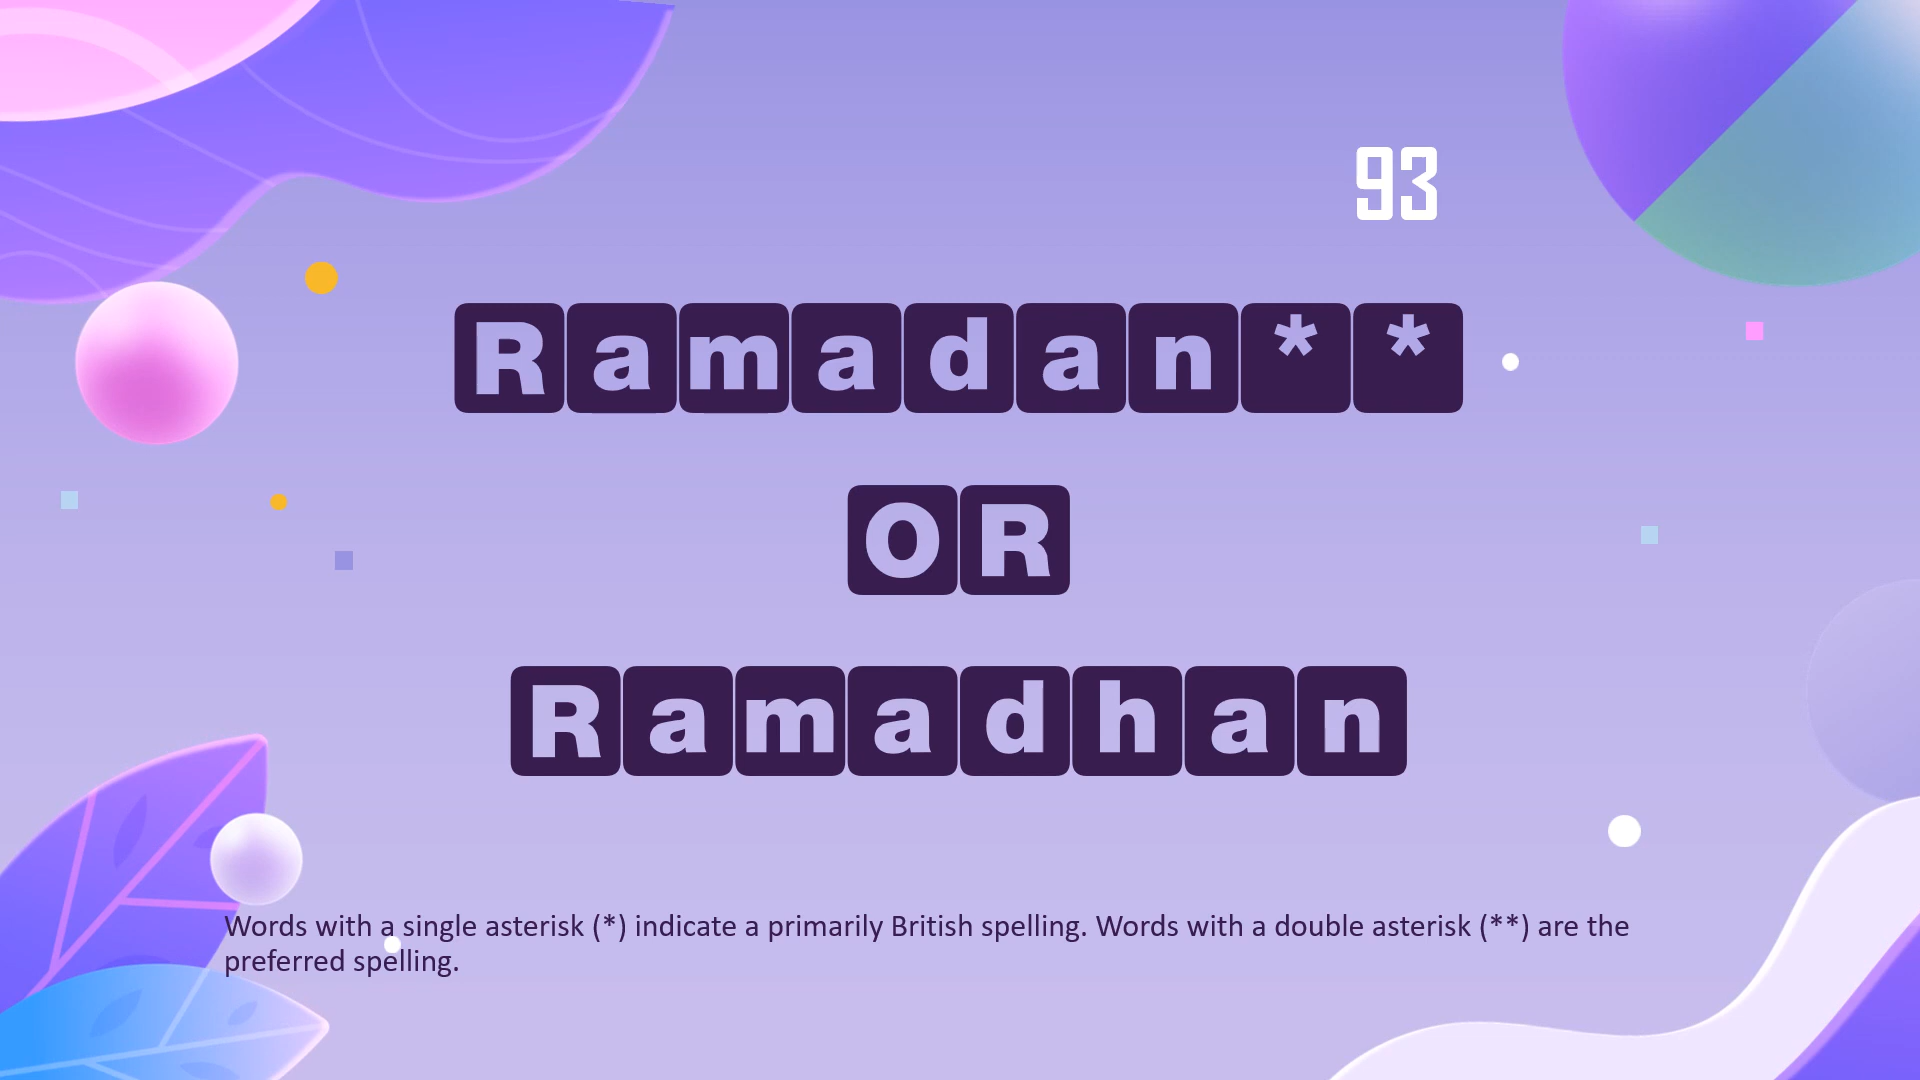 93
Ramadan**
OR
Ramadhan
Words with a single asterisk (*) indicate a primarily British spelling. Words with a double asterisk (**) are the
preferred spelling.